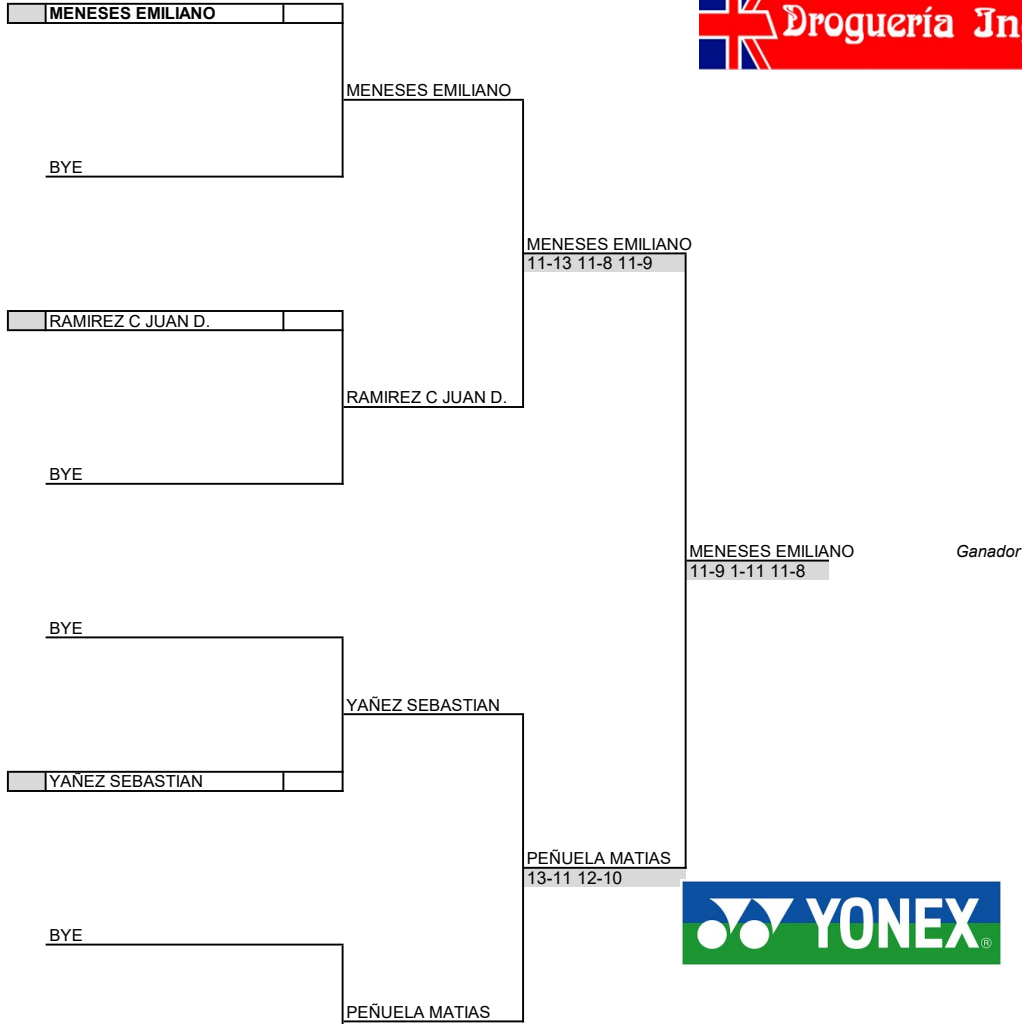 MENESES EMILIANO
Droguería In
MENESES EMILIANO
BYE
MENESES EMILIANO
11-13 11-8 11-9
RAMIREZ C JUAN D.
RAMIREZ C JUAN D.
BYE
MENESES EMILIANO
Ganador
11-9 1-11 11-8
BYE
YAÑEZ SEBASTIAN
YAÑEZ SEBASTIAN
PEÑUELA MATIAS
13-11 12-10
YONEX®
BYE
PEÑUELA MATIAS